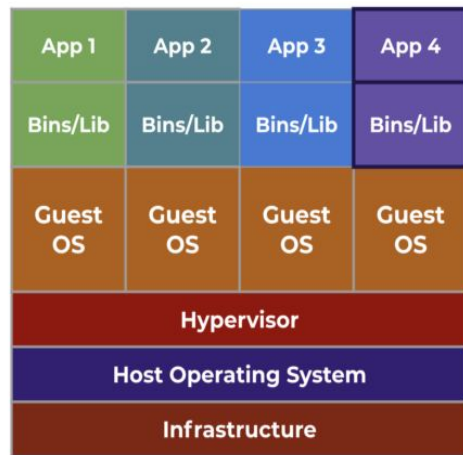 App 1 App 2 App 3 App 4
Bins/Lib Bins/Lib Bins/Lib Bins/Lib
Guest Guest Guest Guest
OS OS OS OS
Hypervisor
Host Operating System
Infrastructure